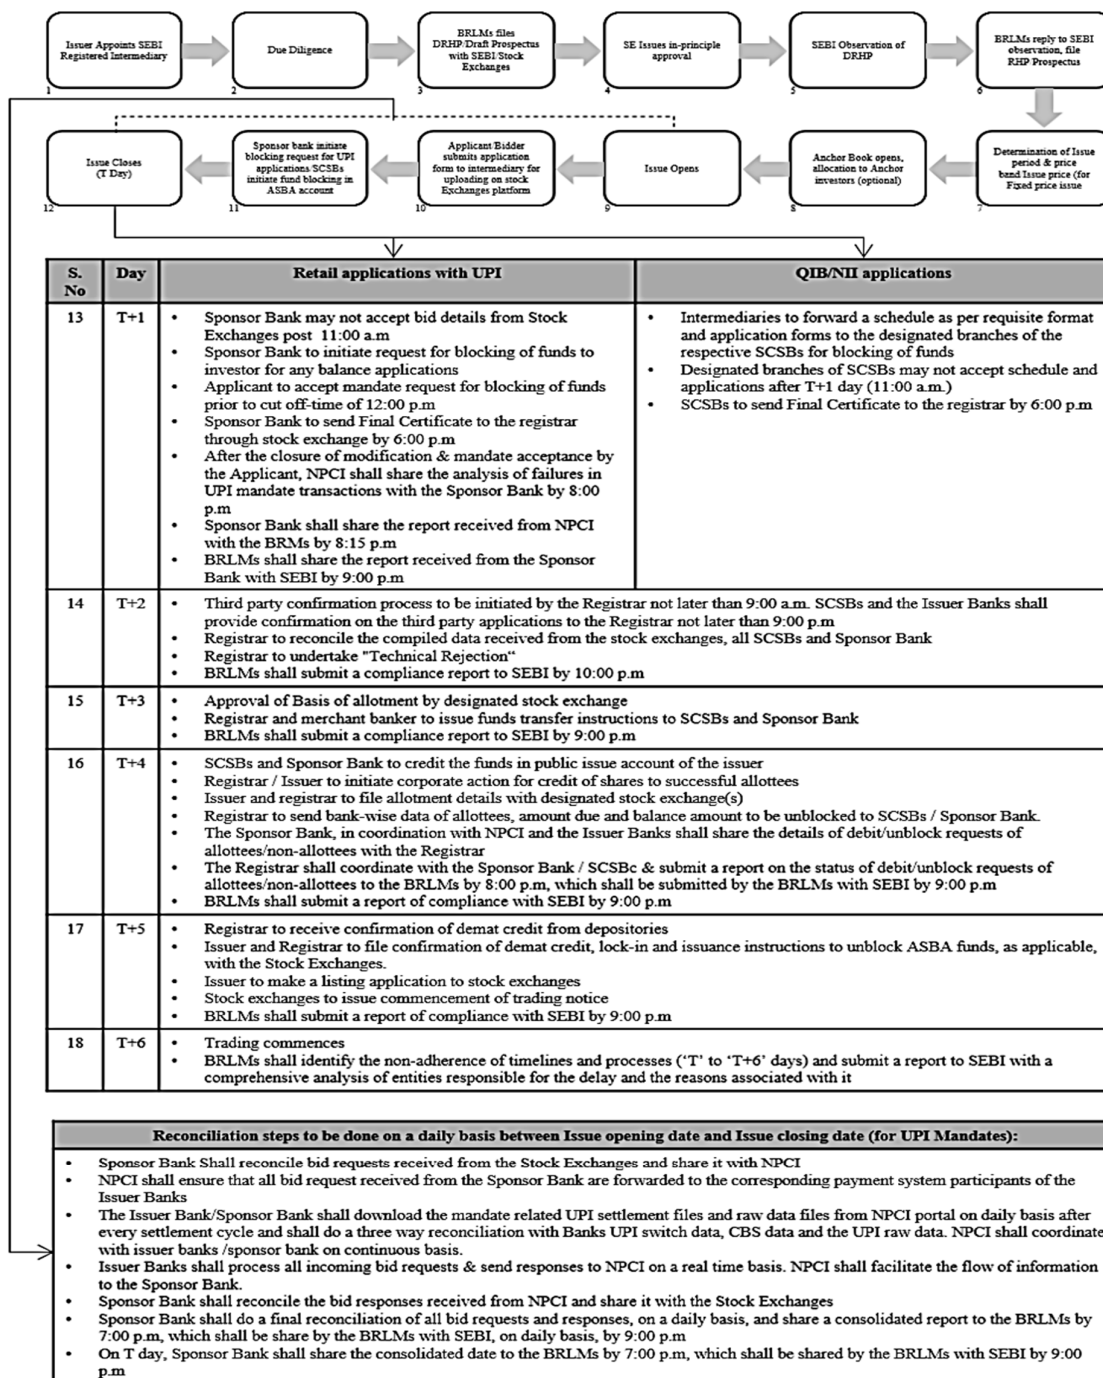 Issuer Appoints SEBI
Registered Intermediary
1
Due Diligence
2
BRLMs files
DRHP/Draft Prospectus
with SEBI/Stock
Exchanges
3
SE Issues in-principle
approval
4
SEBI Observation of
DRHP
5
BRLMs reply to SEBI
observation, file
RHP Prospectus
6
Issue Closes
(T Day)
12
Sponsor bank initiate
blocking request for UPI
applications/SCSBs
initiate fund blocking in
ASBA account
11
Applicant/Bidder
submits application
form to intermediary for
uploading on stock
Exchanges platform
10
Issue Opens
9
Anchor Book opens,
allocation to Anchor
investors (optional)
8
Determination of Issue
period & price
band Issue price (for
Fixed price issue
7
S. No
Day
Retail applications with UPI
QIB/NII applications
13
T+1
• Sponsor Bank may not accept bid details from Stock
Exchanges post 11:00 a.m
• Sponsor Bank to initiate request for blocking of funds to
investor for any balance applications
• Applicant to accept mandate request for blocking of funds
prior to cut off-time of 12:00 p.m
• Sponsor Bank to send Final Certificate to the registrar
through stock exchange by 6:00 p.m
• After the closure of modification & mandate acceptance by
the Applicant, NPCI shall share the analysis of failures in
UPI mandate transactions with the Sponsor Bank by 8:00
p.m
• Sponsor Bank shall share the report received from NPCI
with the BRMs by 8:15 p.m
• BRLMs shall share the report received from the Sponsor
Bank with SEBI by 9:00 p.m
• Intermediaries to forward a schedule as per requisite format
and application forms to the designated branches of the
respective SCSBs for blocking of funds
• Designated branches of SCSBs may not accept schedule and
applications after T+1 day (11:00 a.m.)
• SCSBs to send Final Certificate to the registrar by 6:00 p.m
14
T+2
• Third party confirmation process to be initiated by the Registrar not later than 9:00 a.m. SCSBs and the Issuer Banks shall
provide confirmation on the third party applications to the Registrar not later than 9:00 p.m
• Registrar to reconcile the compiled data received from the stock exchanges, all SCSBs and Sponsor Bank
• Registrar to undertake "Technical Rejection“
• BRLMs shall submit a compliance report to SEBI by 10:00 p.m
15
T+3
• Approval of Basis of allotment by designated stock exchange
• Registrar and merchant banker to issue funds transfer instructions to SCSBs and Sponsor Bank
• BRLMs shall submit a compliance report to SEBI by 9:00 p.m
16
T+4
• SCSBs and Sponsor Bank to credit the funds in public issue account of the issuer
• Registrar / Issuer to initiate corporate action for credit of shares to successful allottees
• Issuer and registrar to file allotment details with designated stock exchange(s)
• Registrar to send bank-wise data of allottees, amount due and balance amount to be unblocked to SCSBs / Sponsor Bank.
• The Sponsor Bank, in coordination with NPCI and the Issuer Banks shall share the details of debit/unblock requests of
allottees/non-allottees with the Registrar
• The Registrar shall coordinate with the Sponsor Bank / SCSBc & submit a report on the status of debit/unblock requests of
allottees/non-allottees to the BRLMs by 8:00 p.m, which shall be submitted by the BRLMs with SEBI by 9:00 p.m
• BRLMs shall submit a report of compliance with SEBI by 9:00 p.m
17
T+5
• Registrar to receive confirmation of demat credit from depositories
• Issuer and Registrar to file confirmation of demat credit, lock-in and issuance instructions to unblock ASBA funds, as applicable,
with the Stock Exchanges.
• Issuer to make a listing application to stock exchanges
• Stock exchanges to issue commencement of trading notice
• BRLMs shall submit a report of compliance with SEBI by 9:00 p.m
18
T+6
• Trading commences
• BRLMs shall identify the non-adherence of timelines and processes (‘T’ to ‘T+6’ days) and submit a report to SEBI with a
comprehensive analysis of entities responsible for the delay and the reasons associated with it
Reconciliation steps to be done on a daily basis between Issue opening date and Issue closing date (for UPI Mandates):
• Sponsor Bank Shall reconcile bid requests received from the Stock Exchanges and share it with NPCI
• NPCI shall ensure that all bid request received from the Sponsor Bank are forwarded to the corresponding payment system participants of the
Issuer Banks
• The Issuer Bank/Sponsor Bank shall download the mandate related UPI settlement files and raw data files from NPCI portal on daily basis after
every settlement cycle and shall do a three way reconciliation with Banks UPI switch data, CBS data and the UPI raw data. NPCI shall coordinate
with issuer banks /sponsor bank on continuous basis.
• Issuer Banks shall process all incoming bid requests & send responses to NPCI on a real time basis. NPCI shall facilitate the flow of information
to the Sponsor Bank.
• Sponsor Bank shall reconcile the bid responses received from NPCI and share it with the Stock Exchanges
• Sponsor Bank shall do a final reconciliation of all bid requests and responses, on a daily basis, and share a consolidated report to the BRLMs by
7:00 p.m, which shall be share by the BRLMs with SEBI, on daily basis, by 9:00 p.m
• On T day, Sponsor Bank shall share the consolidated date to the BRLMs by 7:00 p.m, which shall be shared by the BRLMs with SEBI by 9:00
p.m